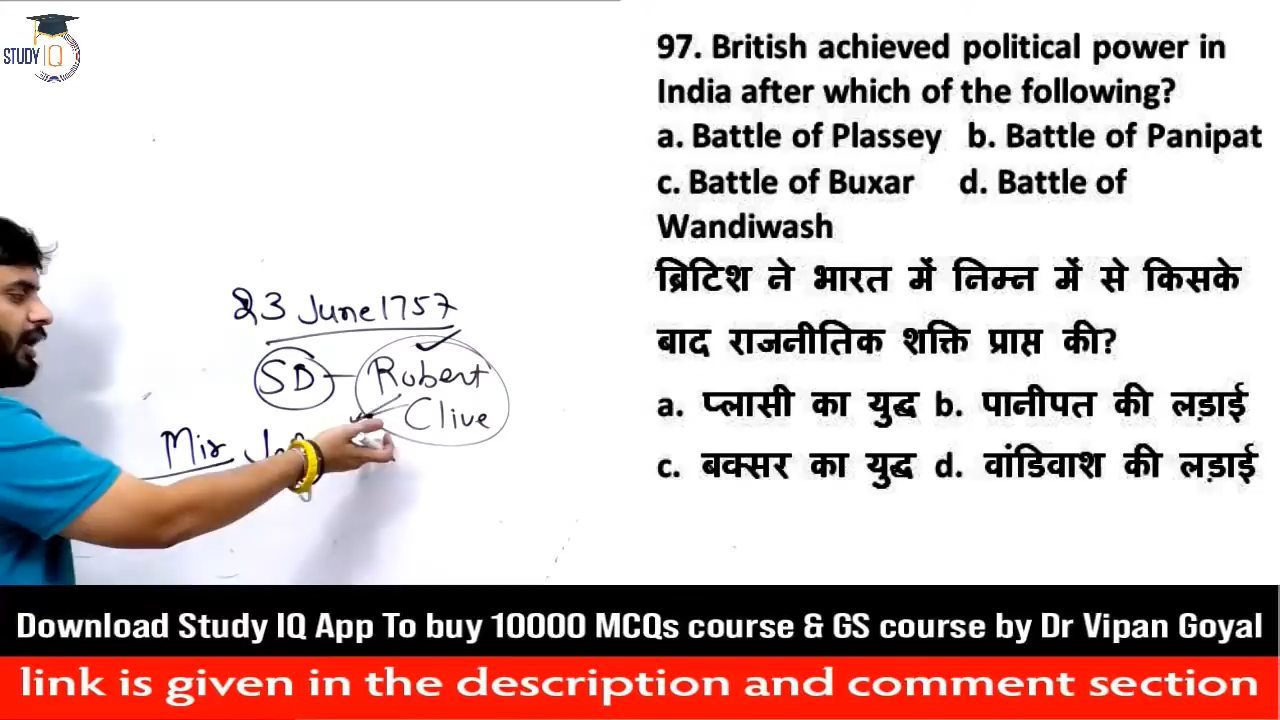 STUDY IQ
97. British achieved political power in
India after which of the following?
a. Battle of Plassey b. Battle of Panipat
c. Battle of Buxar d. Battle of
Wandiwash
ब्रिटिश ने भारत में निम्न में से किसके
बाद राजनीतिक शक्ति प्राप्त की?
a. प्लासी का युद्ध b. पानीपत की लड़ाई
c. बक्सर का युद्ध d. वांडिवाश की लड़ाई
23 June 1757
SD - Robert
Clive
Mir
Download Study IQ App To buy 10000 MCQs course & GS course by Dr Vipan Goyal
link is given in the description and comment section